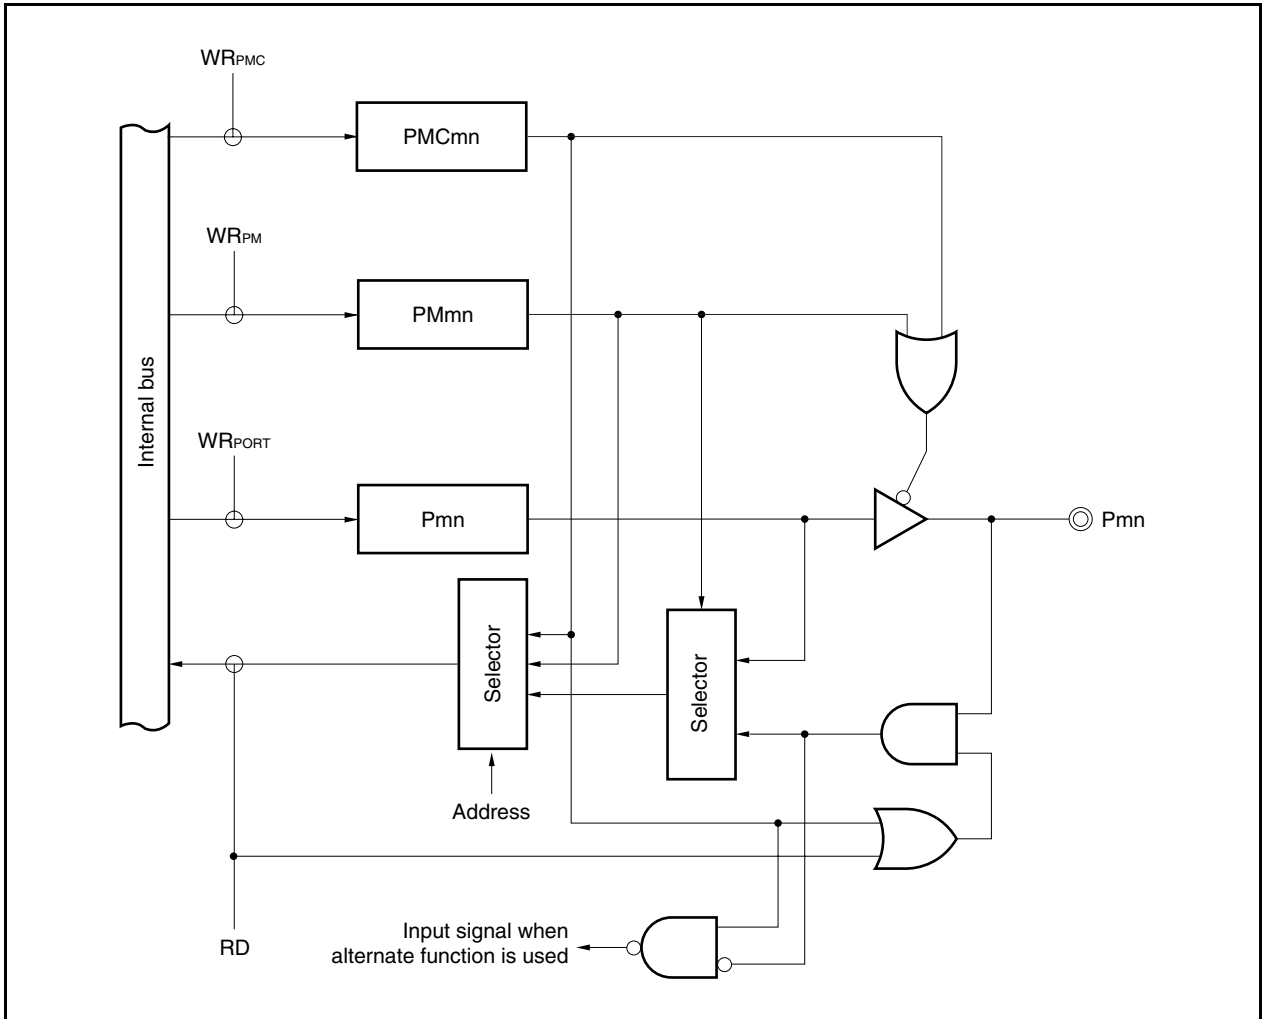 WRPMC
PMCmn
WRPM
PMmn
Internal bus
WRPORT
Pmn
Pmn
Selector
Selector
Address
Input signal when
alternate function is used
RD